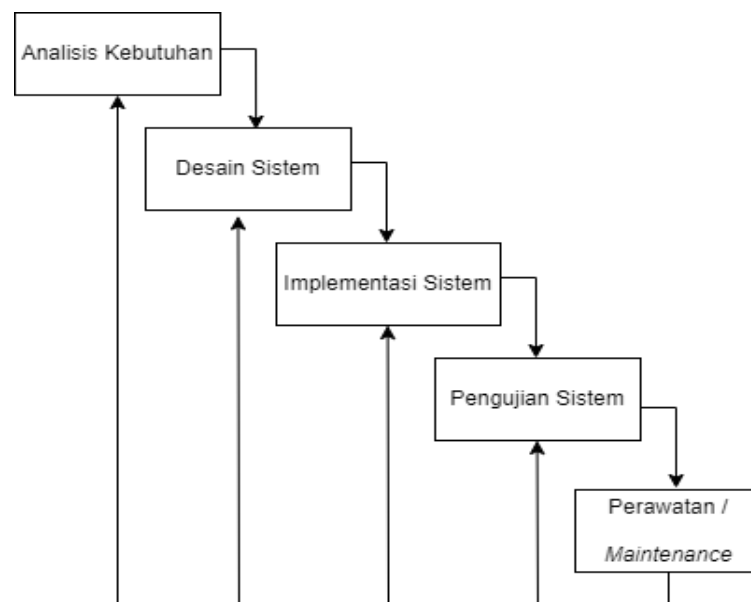 Analisis Kebutuhan
Desain Sistem
Implementasi Sistem
Pengujian Sistem
Perawatan /
Maintenance